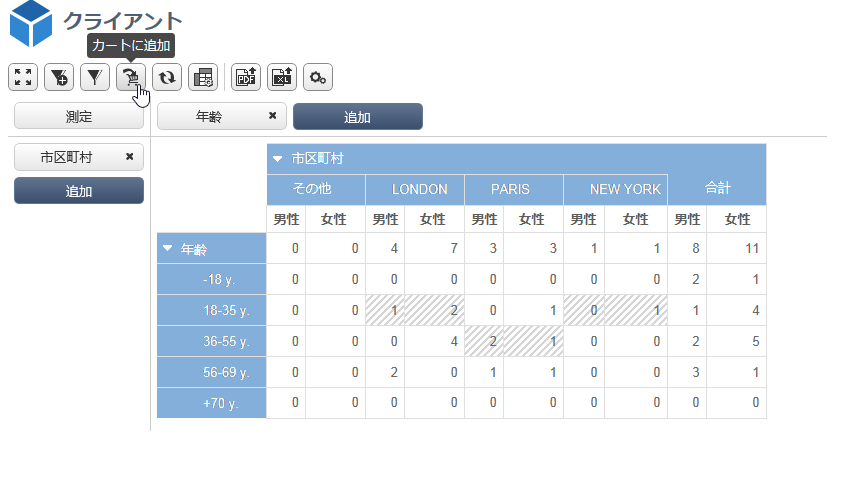 クライアント
カートに追加
PDF XL
測定 年齢 × 追加
市区町村 × 市区町村
追加 その他 LONDON PARIS NEW YORK 合計
男性 女性 男性 女性 男性 女性 男性 女性 男性 女性
年齢 0 0 4 7 3 3 1 1 8 11
-18 y. 0 0 0 0 0 0 0 0 2 1
18-35 y. 0 0 1 2 0 1 0 1 1 4
36-55 y. 0 0 0 4 2 1 0 0 2 5
56-69 y. 0 0 2 0 1 1 0 0 3 1
+70 y. 0 0 0 0 0 0 0 0 0 0